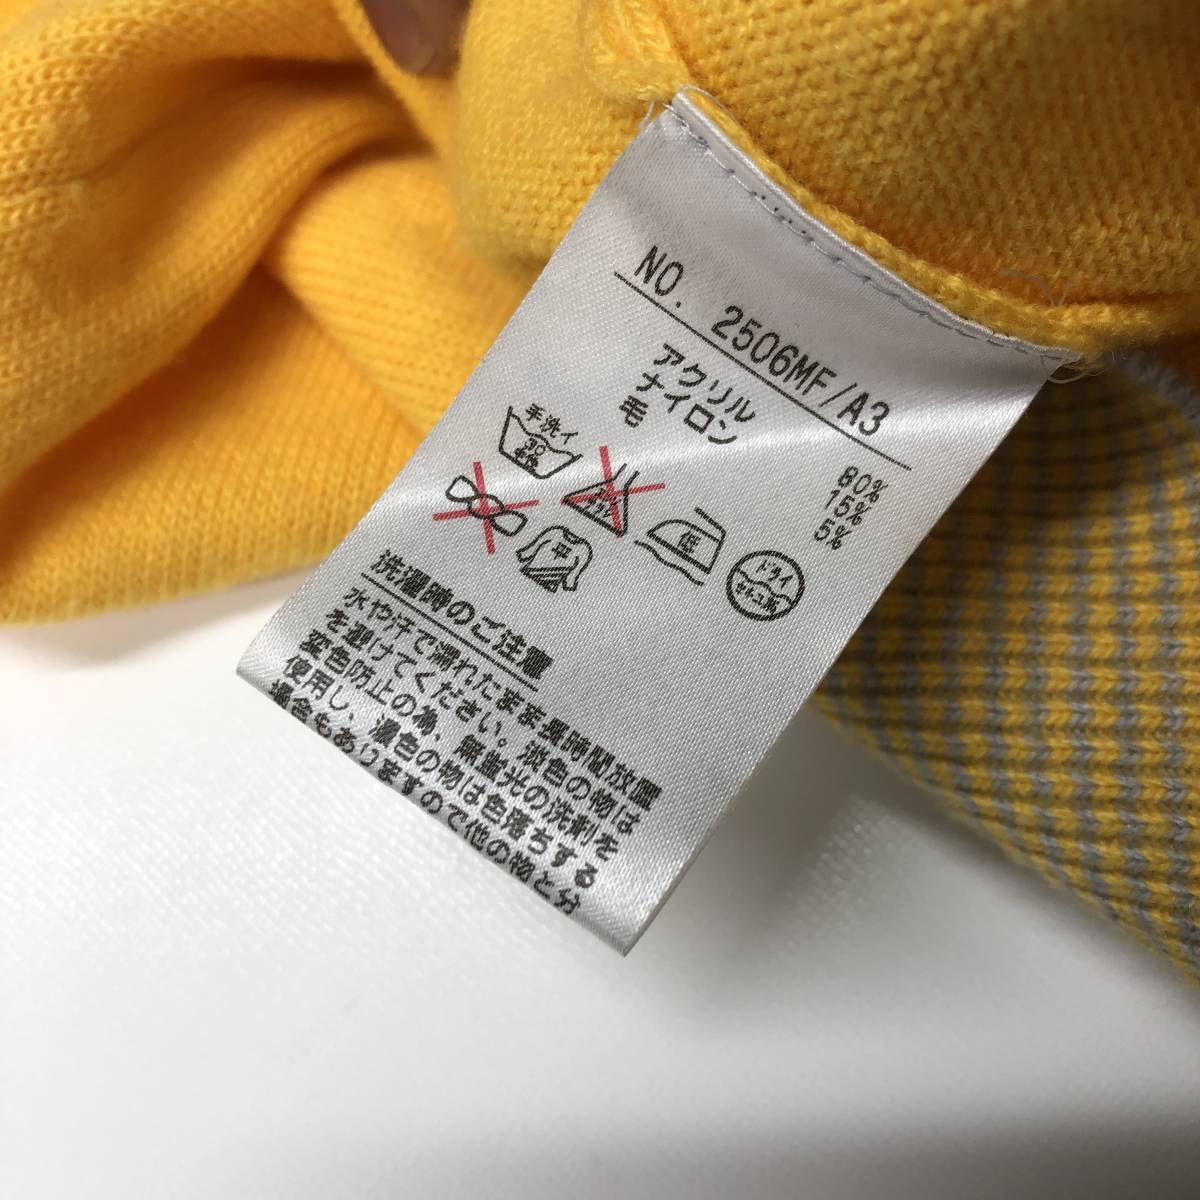 NO. 2506MF/A3
アクリル 80%
ナイロン 15%
毛 5%
手洗イ
30
中性
低
ドライ
平
洗濯時のご注意
水や汗で濡れたまま長時間放置
を避けてください。淡色の物は
変色防止の為、無蛍光の洗剤を
使用し、濃色の物は色落ちする
場合もありますので他の物と分